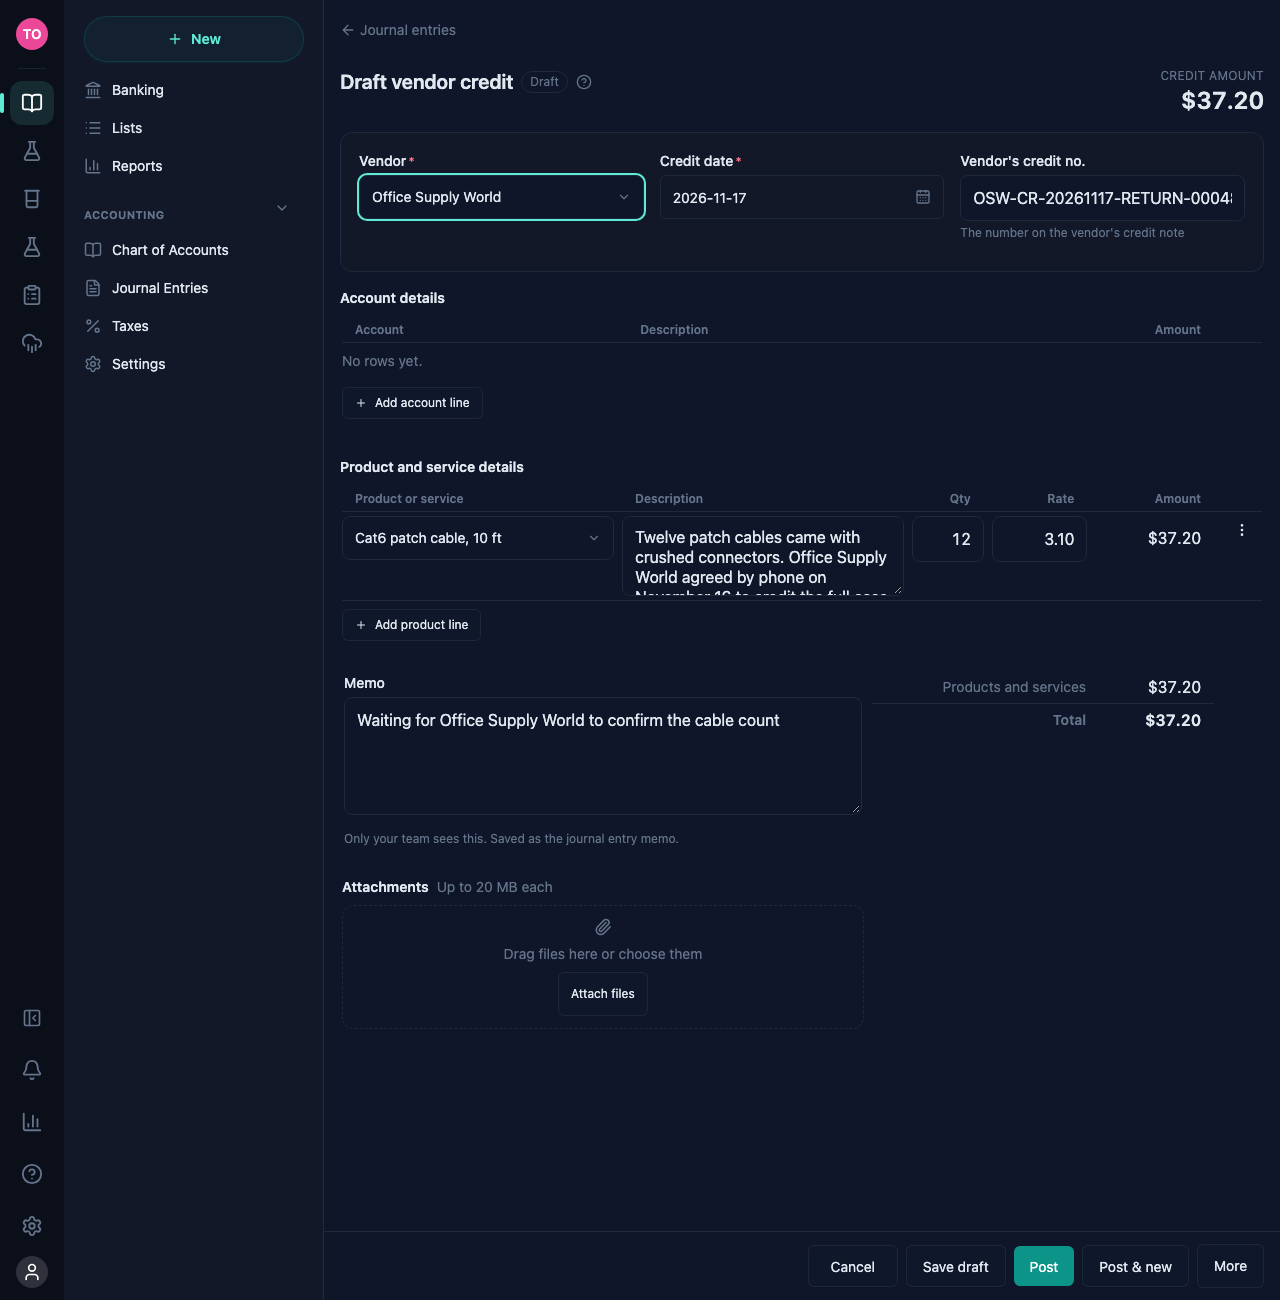 TO
New
Banking
Lists
Reports
ACCOUNTING
Chart of Accounts
Journal Entries
Taxes
Settings
Journal entries
Draft vendor credit Draft
CREDIT AMOUNT
$37.20
Vendor* Credit date* Vendor's credit no.
Office Supply World 2026-11-17 OSW-CR-20261117-RETURN-0004
The number on the vendor's credit note
Account details
Account Description Amount
No rows yet.
Add account line
Product and service details
Product or service Description Qty Rate Amount
Cat6 patch cable, 10 ft 12 3.10 $37.20
Twelve patch cables came with
crushed connectors. Office Supply
World agreed by phone on
November 16 to credit the full case
Add product line
Memo
Waiting for Office Supply World to confirm the cable count
Only your team sees this. Saved as the journal entry memo.
Products and services $37.20
Total $37.20
Attachments Up to 20 MB each
Drag files here or choose them
Attach files
Cancel Save draft Post Post & new More